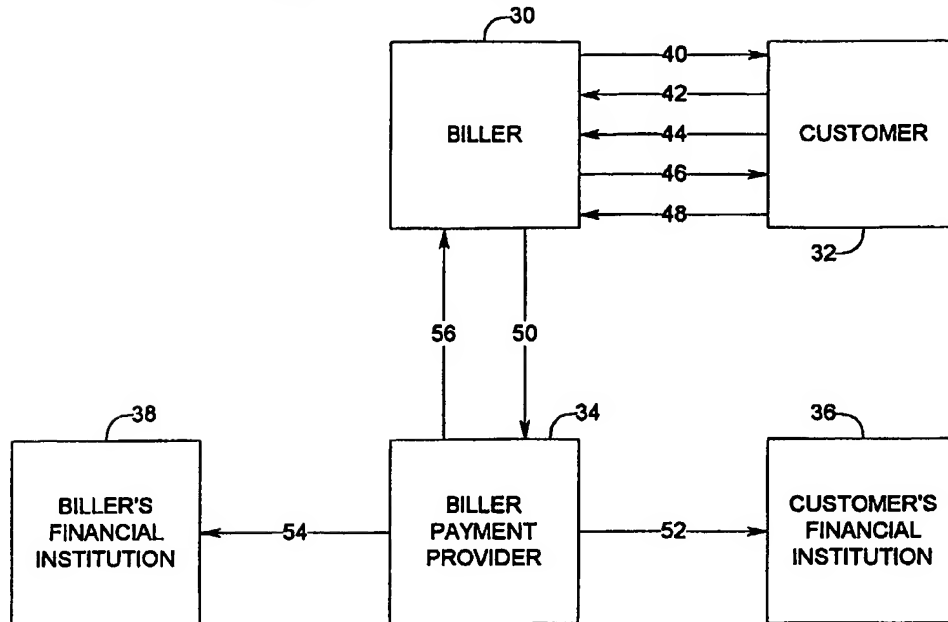 30
40
42
BILLER
44
CUSTOMER
46
48
32
56
50
38
34
36
BILLER'S
FINANCIAL
INSTITUTION
54
BILLER
PAYMENT
PROVIDER
52
CUSTOMER'S
FINANCIAL
INSTITUTION